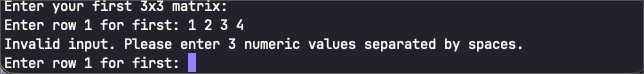 Enter your first 3x3 matrix:
Enter row 1 for first: 1 2 3 4
Invalid input. Please enter 3 numeric values separated by spaces.
Enter row 1 for first: